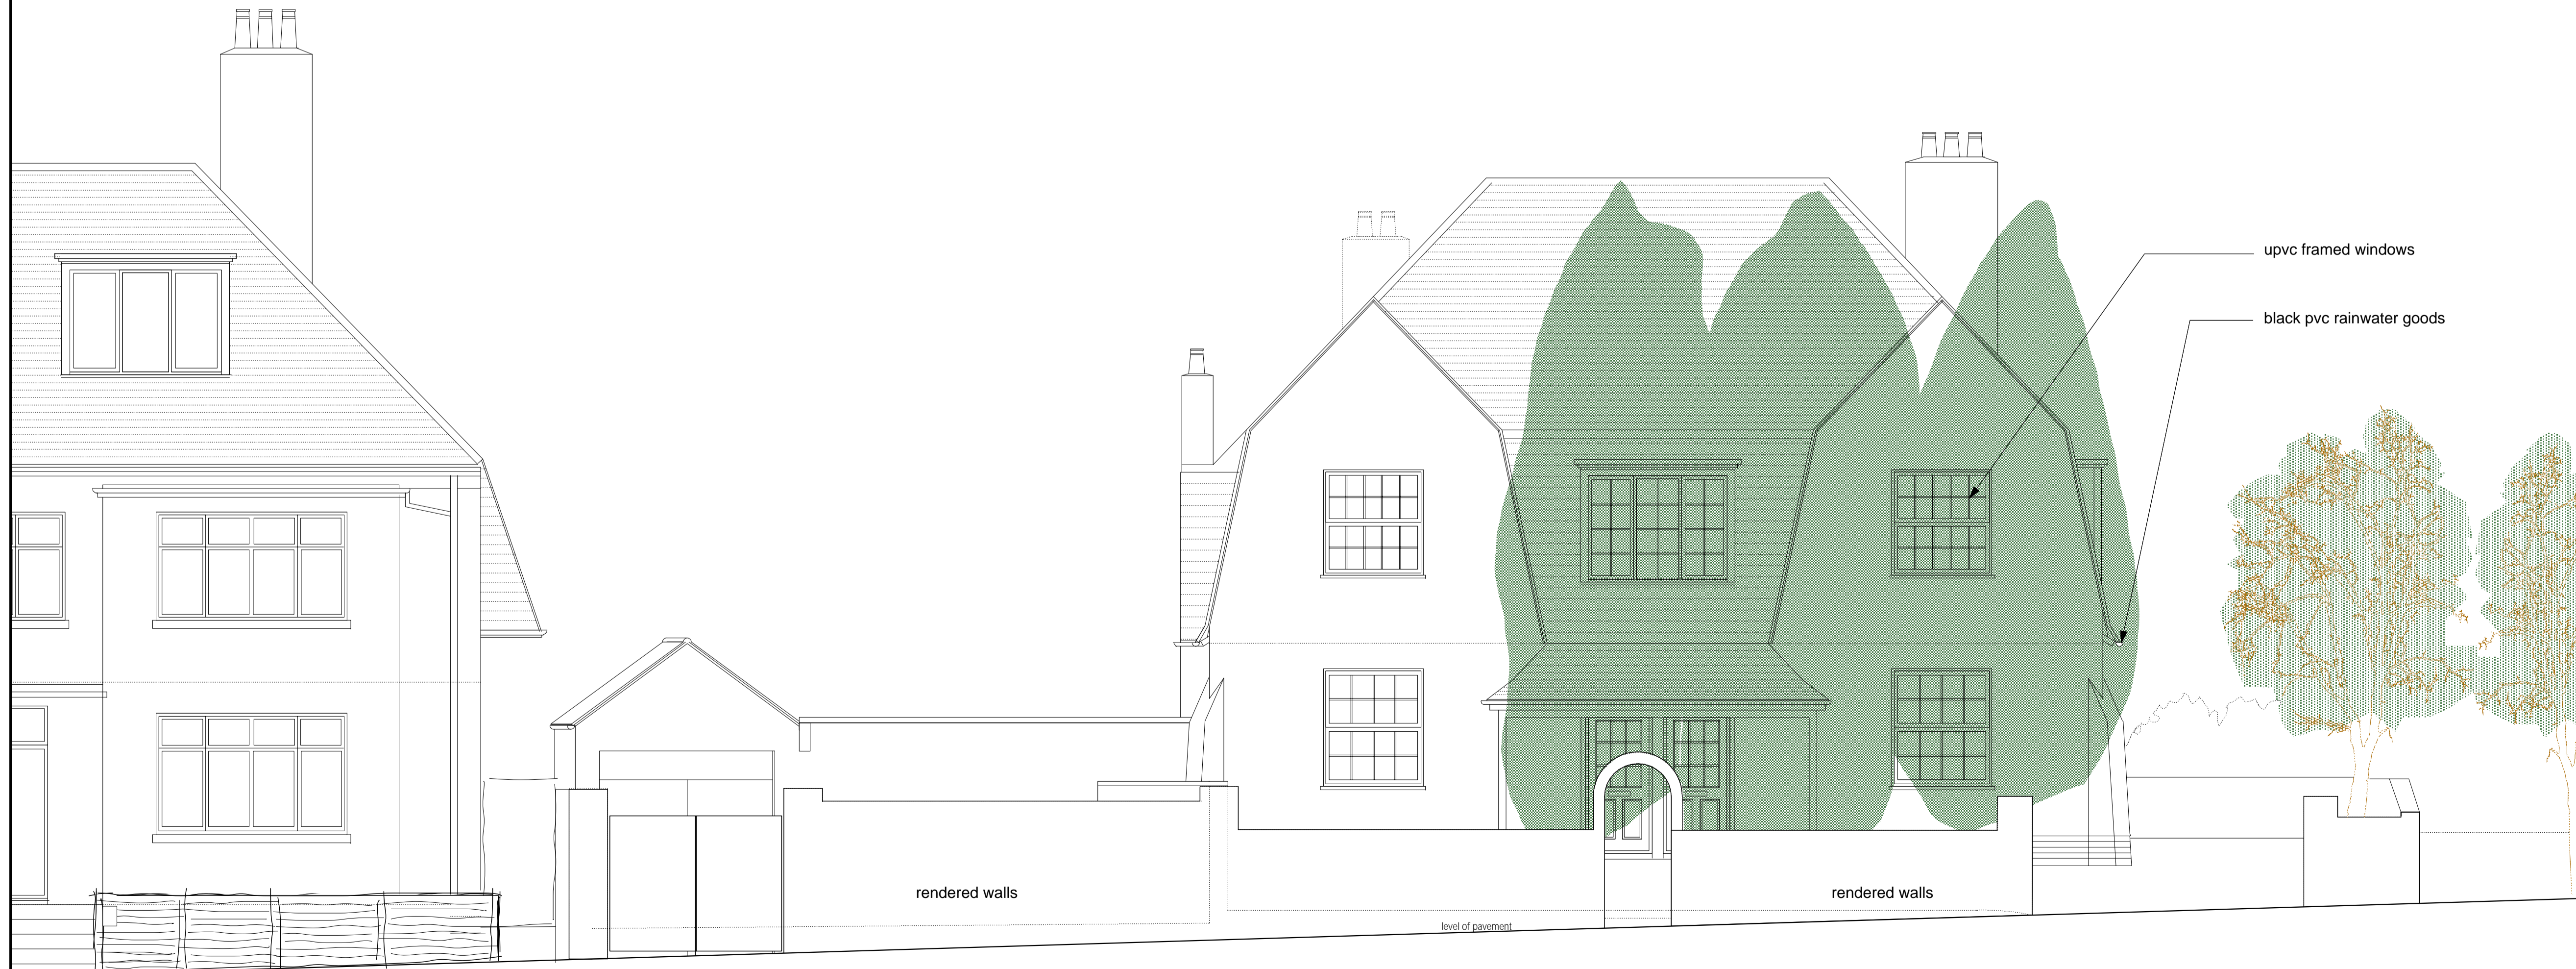 upvc framed windows
black pvc rainwater goods
rendered walls
rendered walls
level of pavement